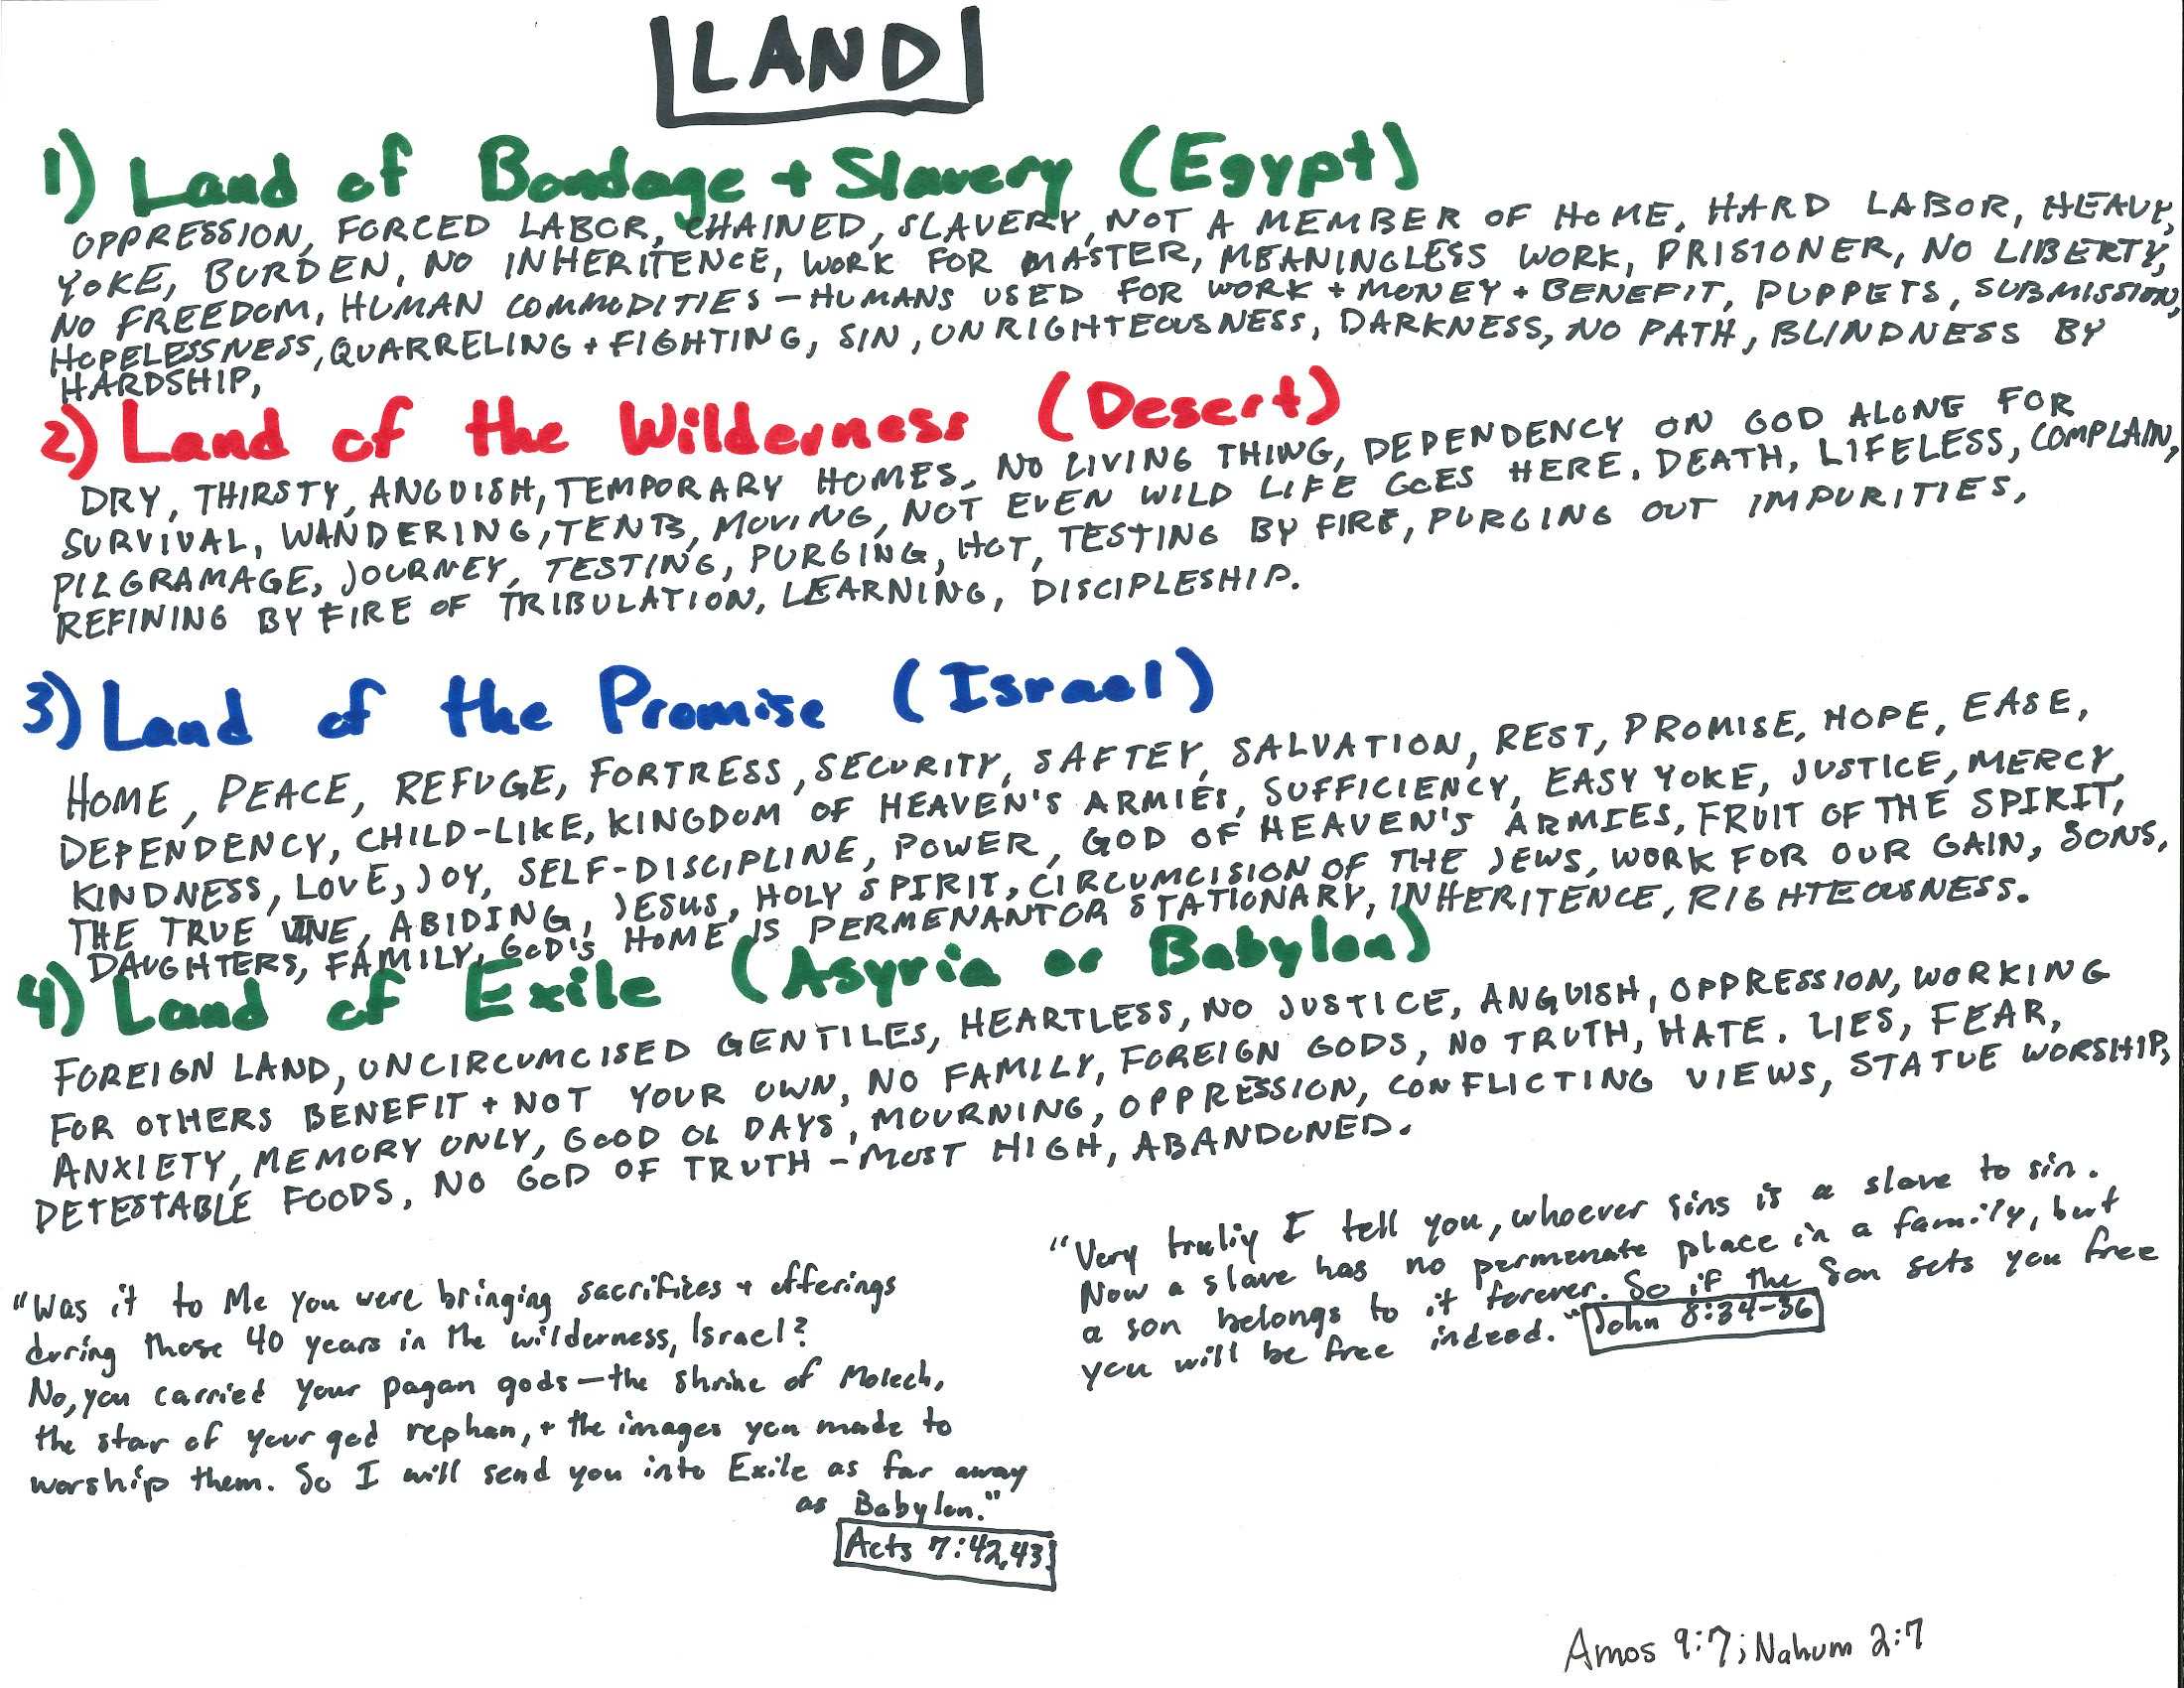 LAND
1) Land of Bondage + Slavery (Egypt)
OPPRESSION, FORCED LABOR, CHAINED, SLAVERY, NOT A MEMBER OF HOME, HARD LABOR, HEAVY,
YOKE, BURDEN, NO INHERITENCE, WORK FOR MASTER, MEANINGLESS WORK, PRISIONER, NO LIBERTY,
NO FREEDOM, HUMAN COMMODITIES - HUMANS USED FOR WORK + MONEY + BENEFIT, PUPPETS, SUBMISSION,
HOPELESSNESS, QUARRELING + FIGHTING, SIN, UNRIGHTEOUSNESS, DARKNESS, NO PATH, BLINDNESS BY
HARDSHIP,
2) Land of the Wilderness (Desert)
DRY, THIRSTY, ANGUISH, TEMPORARY HOMES, NO LIVING THING, DEPENDENCY ON GOD ALONE FOR
SURVIVAL, WANDERING, TENTS, MOVING, NOT EVEN WILD LIFE GOES HERE. DEATH, LIFELESS, COMPLAIN,
PILGRAMAGE, JOURNEY, TESTING, PURGING, HOT, TESTING BY FIRE, PURGING OUT IMPURITIES,
REFINING BY FIRE OF TRIBULATION, LEARNING, DISCIPLESHIP.
3) Land of the Promise (Israel)
HOME, PEACE, REFUGE, FORTRESS, SECURITY, SAFTEY, SALVATION, REST, PROMISE, HOPE, EASE,
DEPENDENCY, CHILD-LIKE, KINGDOM OF HEAVEN'S ARMIES, SUFFICIENCY, EASY YOKE, JUSTICE, MERCY,
KINDNESS, LOVE, JOY, SELF-DISCIPLINE, POWER, GOD OF HEAVEN'S ARMIES, FRUIT OF THE SPIRIT,
THE TRUE VINE, ABIDING, JESUS, HOLY SPIRIT, CIRCUMCISION OF THE JEWS, WORK FOR OUR GAIN, SONS,
DAUGHTERS, FAMILY, GOD'S HOME IS PERMENANT OR STATIONARY, INHERITENCE, RIGHTEOUSNESS.
4) Land of Exile (Asyria or Babylon)
FOREIGN LAND, UNCIRCUMCISED GENTILES, HEARTLESS, NO JUSTICE, ANGUISH, OPPRESSION, WORKING
FOR OTHERS BENEFIT + NOT YOUR OWN, NO FAMILY, FOREIGN GODS, NO TRUTH, HATE. LIES, FEAR,
ANXIETY, MEMORY ONLY, GOOD OL DAYS, MOURNING, OPPRESSION, CONFLICTING VIEWS, STATUE WORSHIP,
DETESTABLE FOODS, NO GOD OF TRUTH - MOST HIGH, ABANDONED.
"Very truliy I tell you, whoever sins is a slave to sin.
Now a slave has no permenate place in a family, but
a son belongs to it forever. So if the Son sets you free
you will be free indeed." John 8:34-36
"Was it to Me you were bringing sacrifices + offerings
during those 40 years in the wilderness, Israel?
No, you carried your pagan gods - the shrine of Molech,
the star of your god rephan, + the images you made to
worship them. So I will send you into Exile as far away
as Babylon."
Acts 7:42,43
Amos 9:7; Nahum 2:7